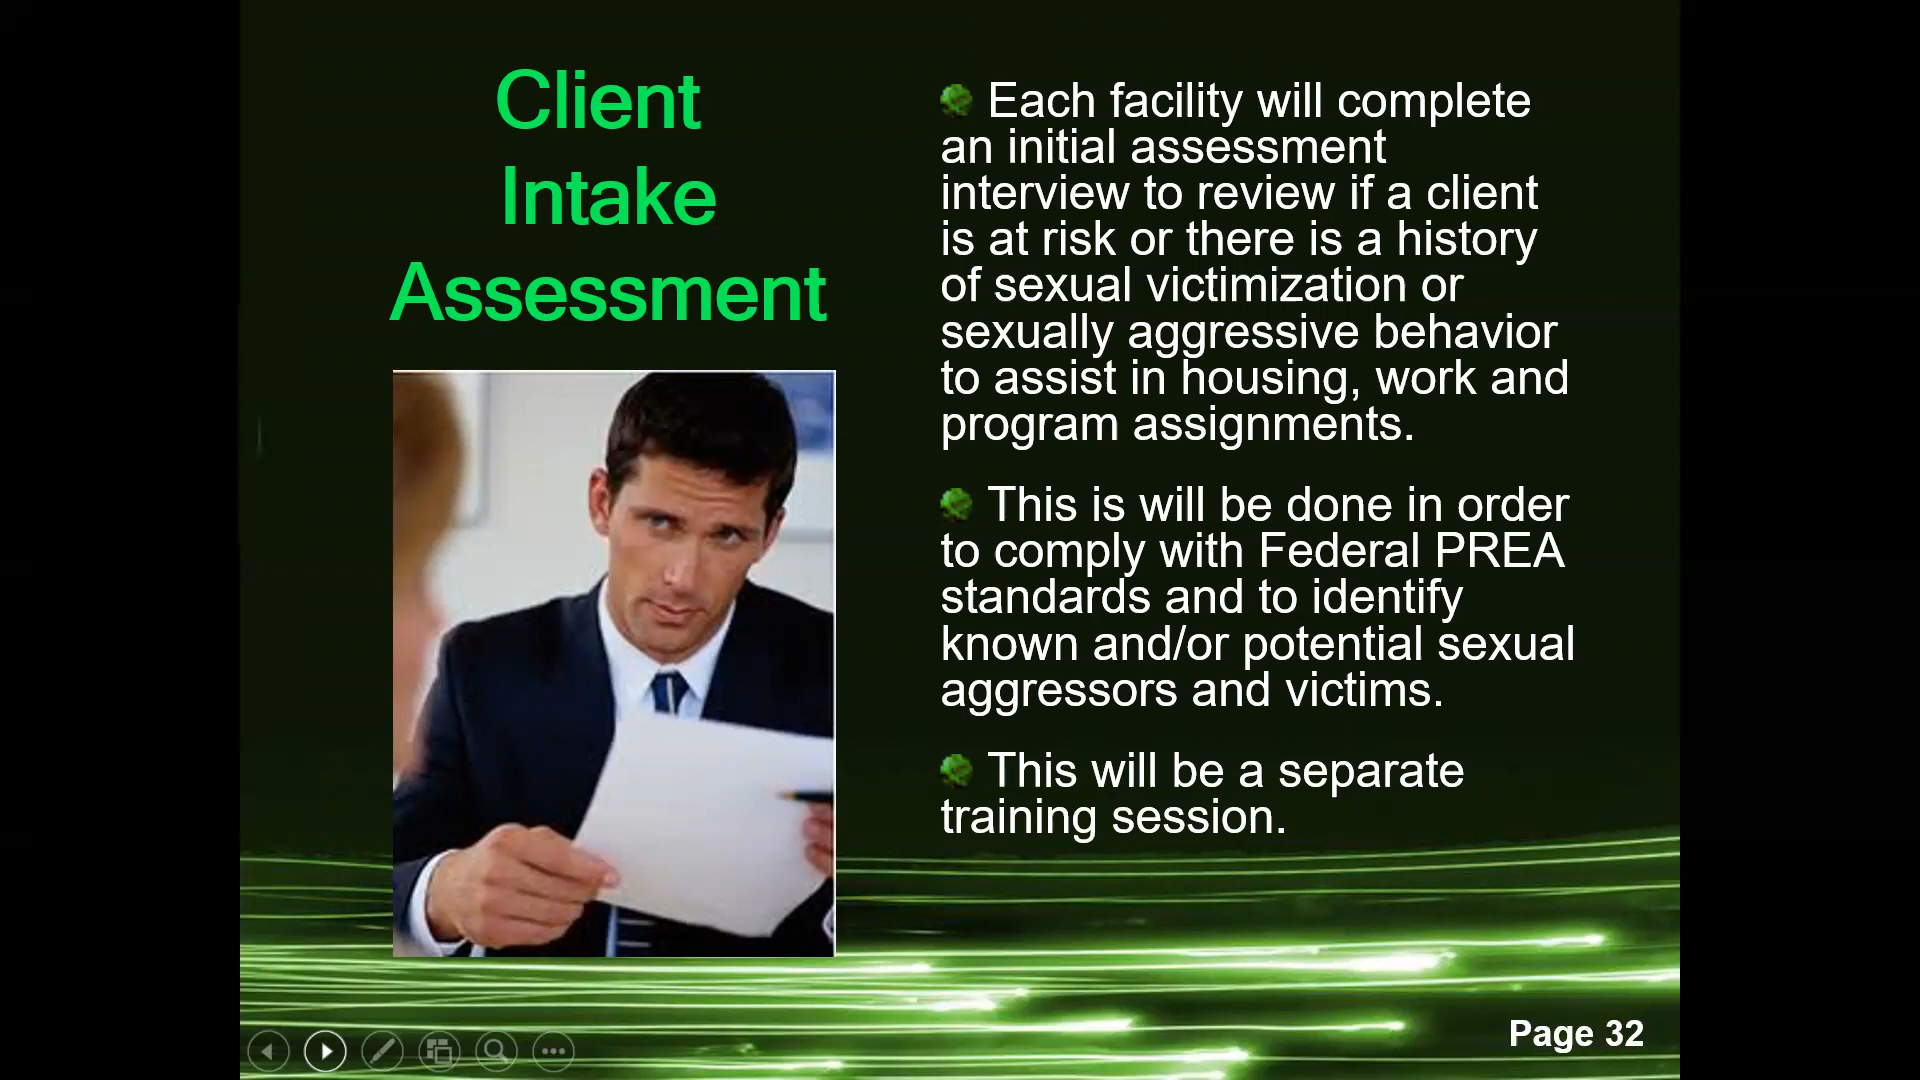 Client
Intake
Assessment
Each facility will complete
an initial assessment
interview to review if a client
is at risk or there is a history
of sexual victimization or
sexually aggressive behavior
to assist in housing, work and
program assignments.
This is will be done in order
to comply with Federal PREA
standards and to identify
known and/or potential sexual
aggressors and victims.
This will be a separate
training session.
Page 32